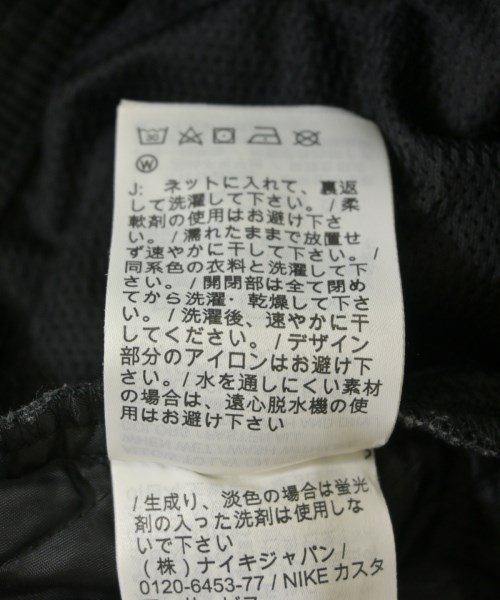 30
W
J: ネットに入れて、裏返
して洗濯して下さい。/柔
軟剤の使用はお避け下さ
い。/濡れたままで放置せ
ず速やかに干して下さい。/
同系色の衣料と洗濯して下
さい。/開閉部は全て閉め
てから洗濯・乾燥して下さ
い。/洗濯後、速やかに干
してください。/デザイン
部分のアイロンはお避け下
さい。/水を通しにくい素材
の場合は、遠心脱水機の使
用はお避け下さい
/生成り、淡色の場合は蛍光
剤の入った洗剤は使用しな
いで下さい
(株)ナイキジャパン/
0120-6453-77 / NIKE カスタ